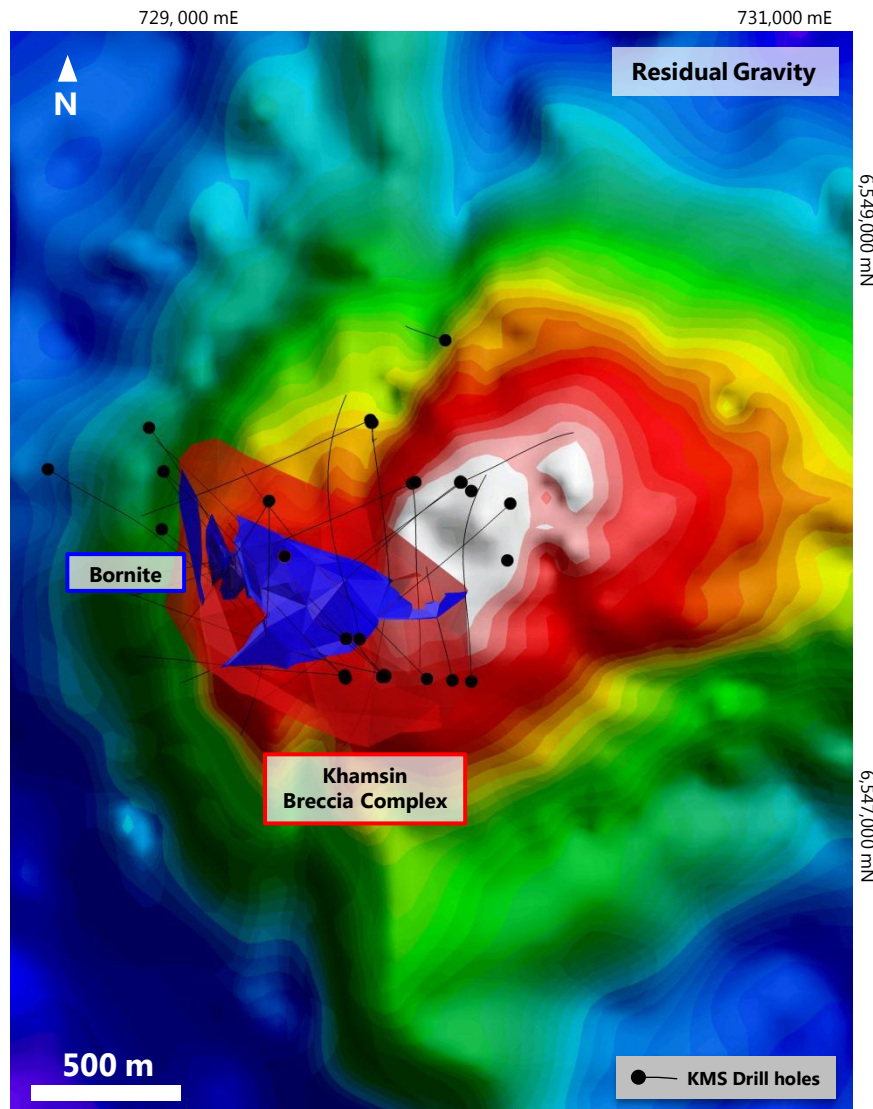 729, 000 mE
731,000 mE
Residual Gravity
N
6,549,000 mN
Bornite
Khamsin
Breccia Complex
6,547,000 mN
500 m
KMS Drill holes